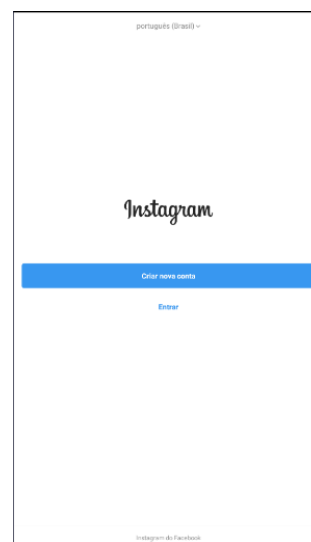 português (Brasil)
Instagram
Criar nova conta
Entrar
Instagram do Facebook